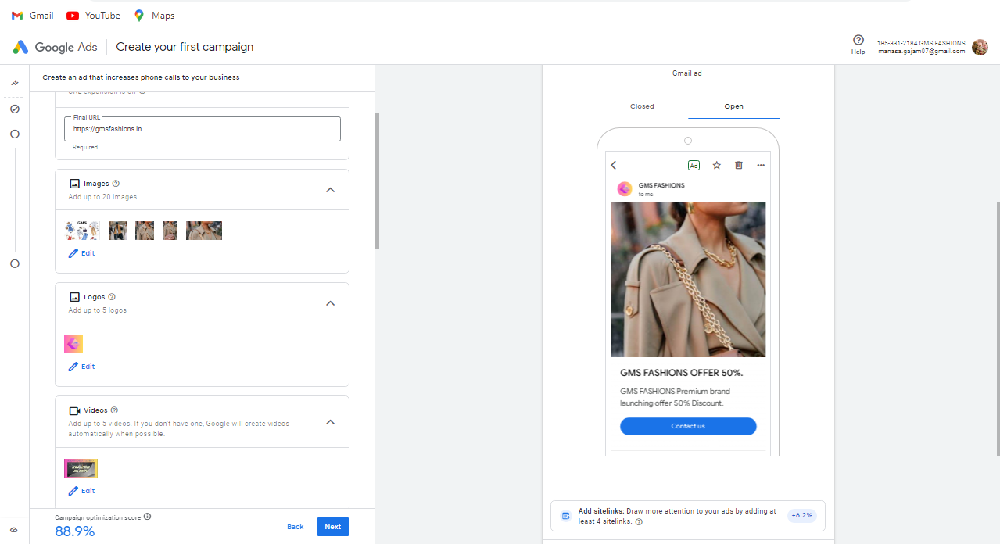 Gmail
YouTube
Maps
Google Ads
Create your first campaign
Help
185-331-2184 GMS FASHIONS
manasa.gajam07@gmail.com
Create an ad that increases phone calls to your business
URL expansion is on
Final URL
https://gmsfashions.in
Required
Images
Add up to 20 images
GMS
Edit
Logos
Add up to 5 logos
Edit
Videos
Add up to 5 videos. If you don't have one, Google will create videos
automatically when possible.
Edit
Campaign optimization score
88.9%
Back
Next
Gmail ad
Closed
Open
Ad
GMS FASHIONS
to me
GMS FASHIONS OFFER 50%.
GMS FASHIONS Premium brand
launching offer 50% Discount.
Contact us
Add sitelinks: Draw more attention to your ads by adding at
least 4 sitelinks.
+6.2%